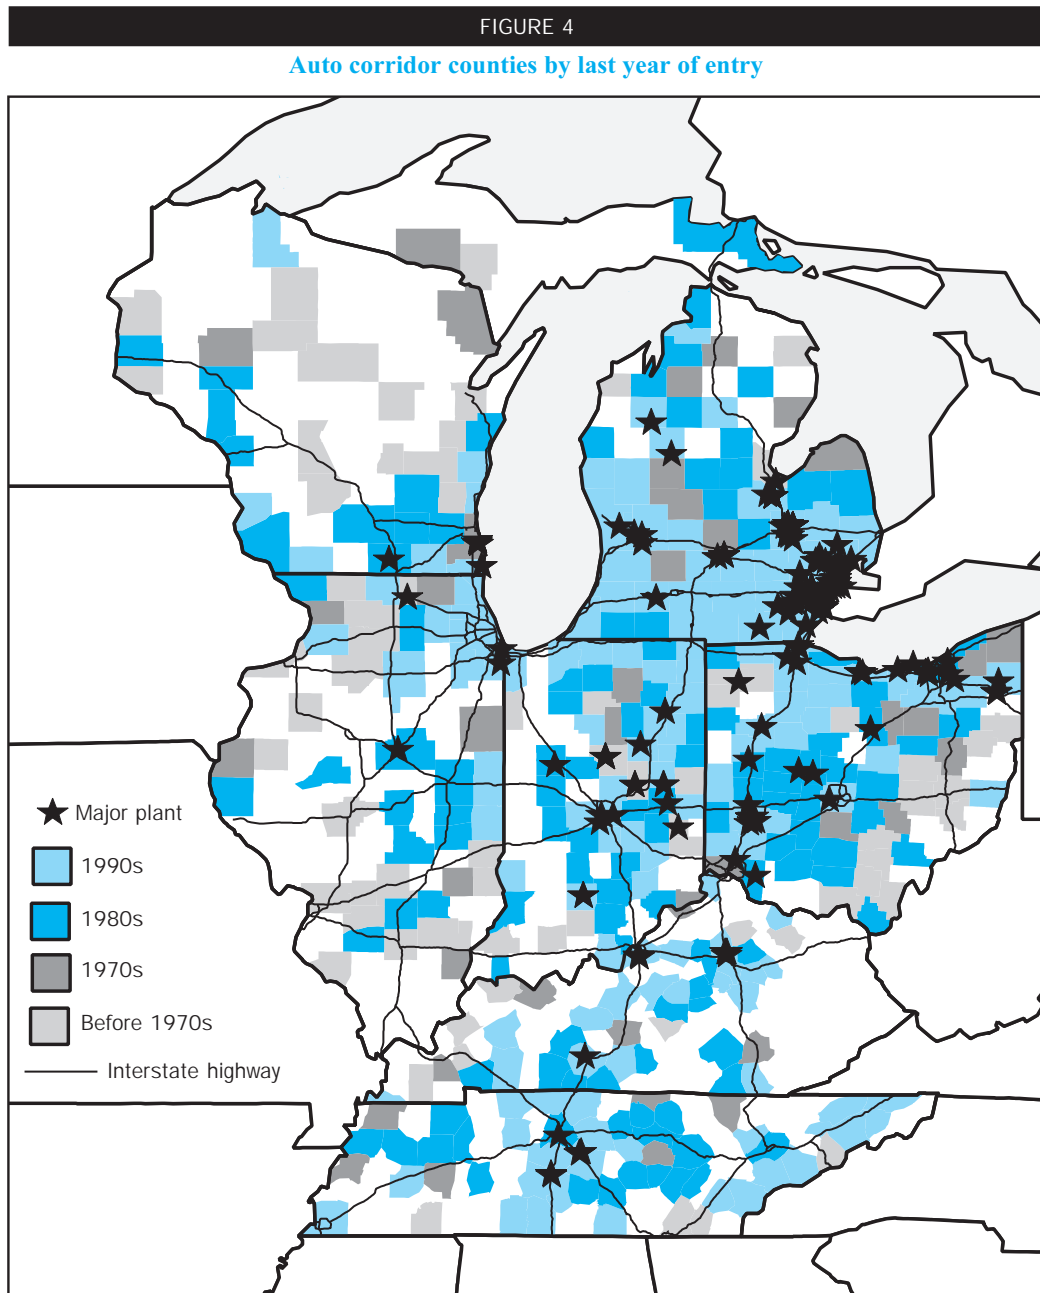 FIGURE 4
Auto corridor counties by last year of entry
Major plant
1990s
1980s
1970s
Before 1970s
Interstate highway